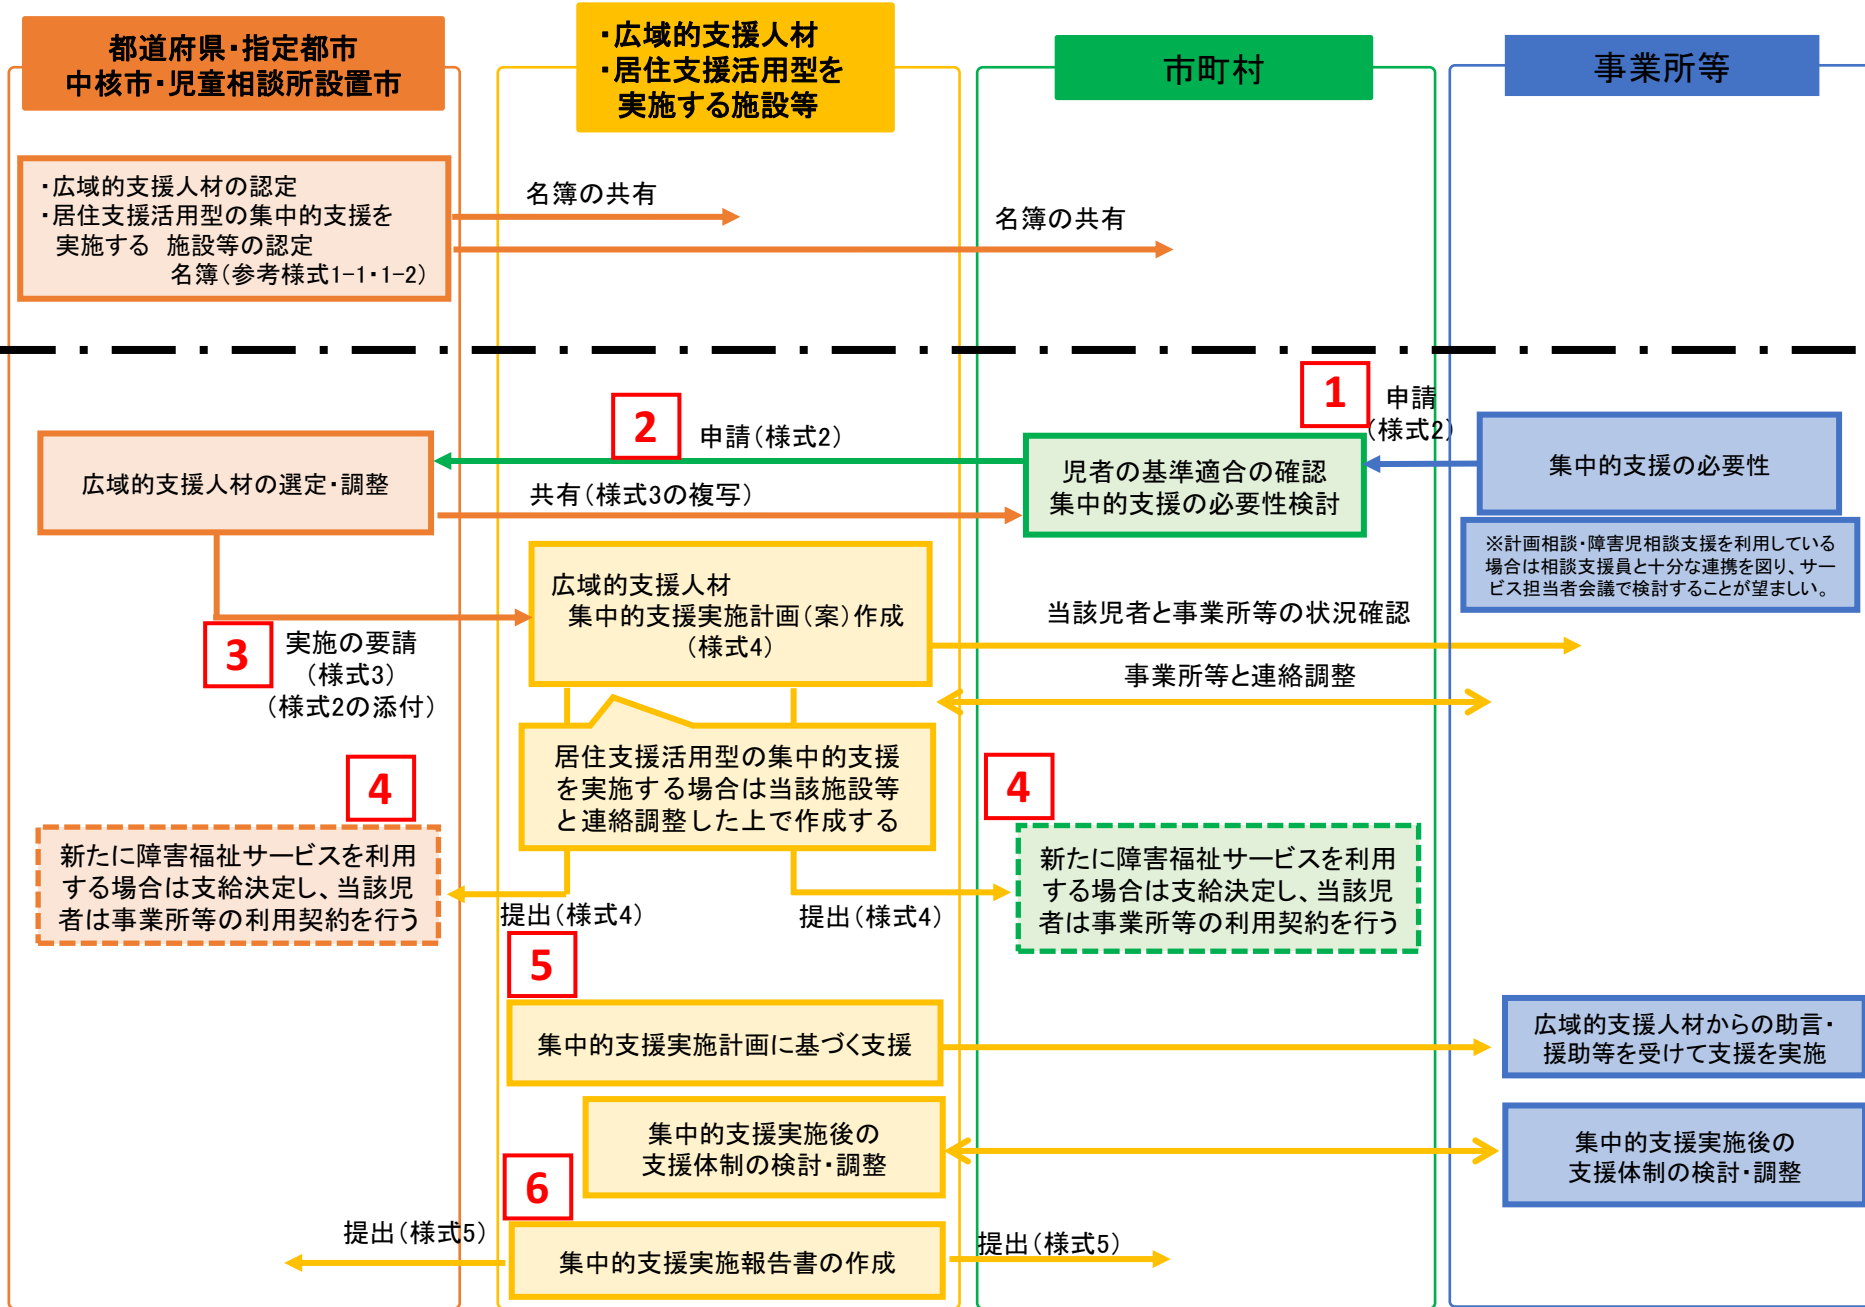 都道府県・指定都市
中核市・児童相談所設置市
・広域的支援人材
・居住支援活用型を
実施する施設等
市町村
事業所等
・広域的支援人材の認定
・居住支援活用型の集中的支援を
実施する 施設等の認定
名簿(参考様式1-1・1-2)
名簿の共有
名簿の共有
1
申請
(様式2)
2
申請(様式2)
広域的支援人材の選定・調整
共有(様式3の複写)
児者の基準適合の確認
集中的支援の必要性検討
集中的支援の必要性
※計画相談・障害児相談支援を利用している
場合は相談支援員と十分な連携を図り、サー
ビス担当者会議で検討することが望ましい。
3
実施の要請
(様式3)
(様式2の添付)
広域的支援人材
集中的支援実施計画(案)作成
(様式4)
当該児者と事業所等の状況確認
事業所等と連絡調整
居住支援活用型の集中的支援
を実施する場合は当該施設等
と連絡調整した上で作成する
4
新たに障害福祉サービスを利用
する場合は支給決定し、当該児
者は事業所等の利用契約を行う
提出(様式4)
提出(様式4)
4
新たに障害福祉サービスを利用
する場合は支給決定し、当該児
者は事業所等の利用契約を行う
5
集中的支援実施計画に基づく支援
広域的支援人材からの助言・
援助等を受けて支援を実施
集中的支援実施後の
支援体制の検討・調整
集中的支援実施後の
支援体制の検討・調整
6
提出(様式5)
集中的支援実施報告書の作成
提出(様式5)